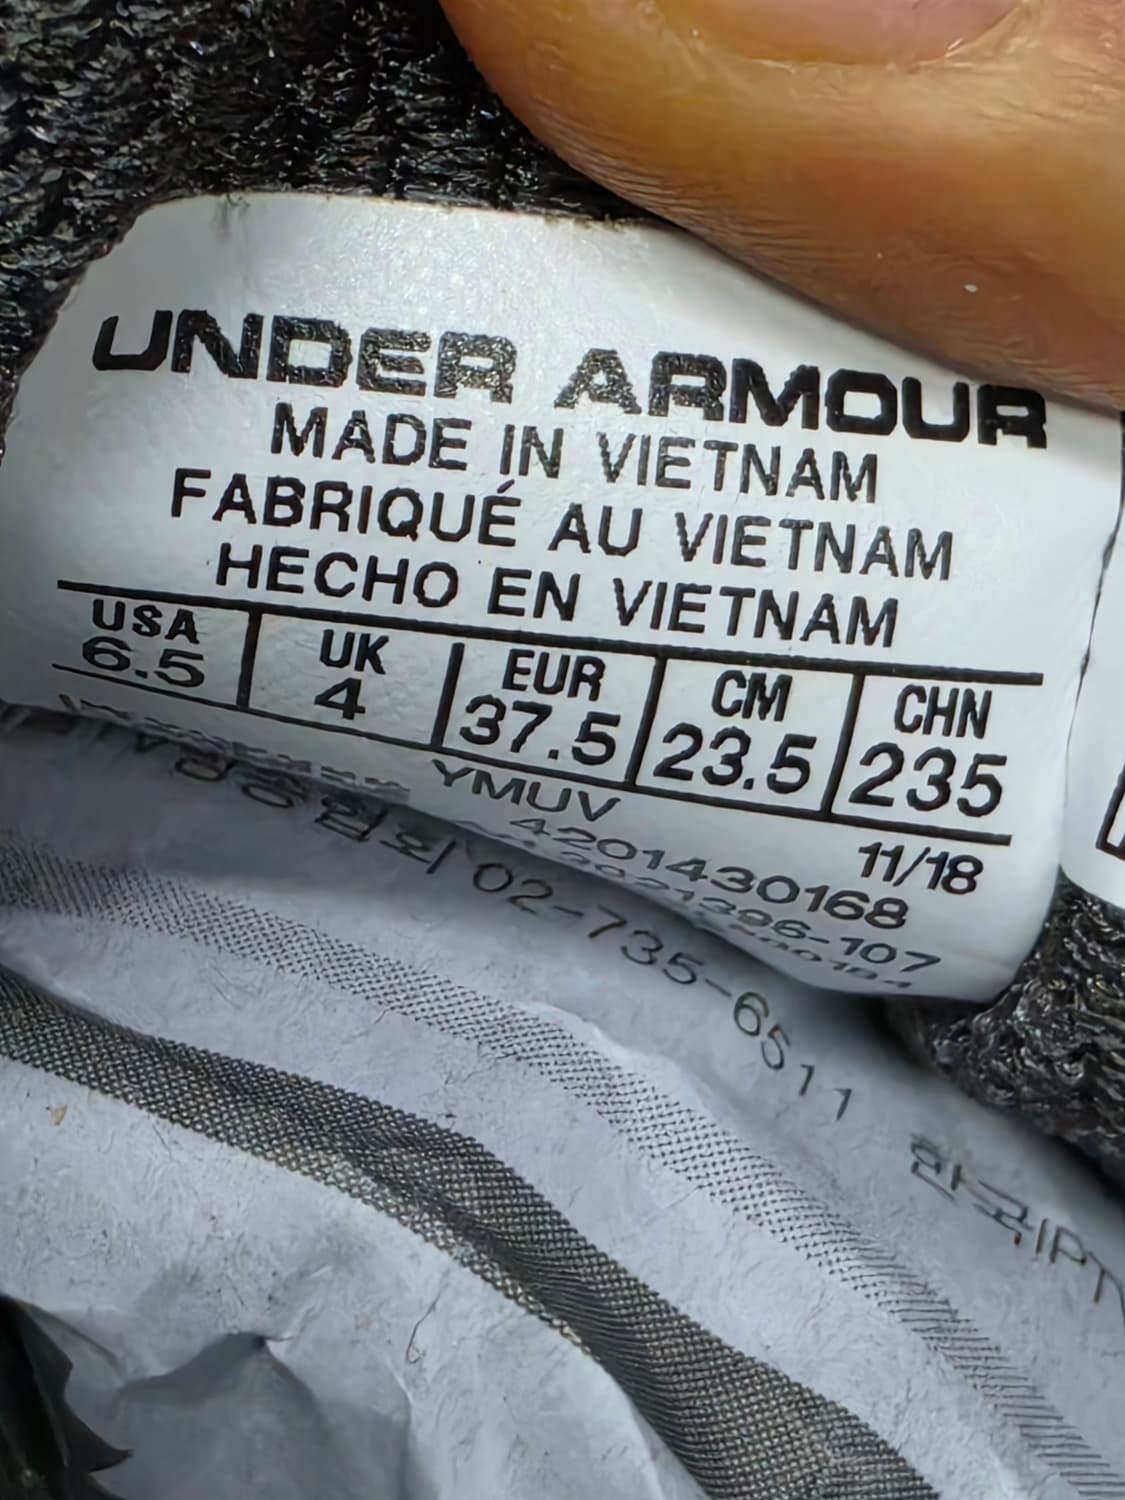 UNDER ARMOUR
MADE IN VIETNAM
FABRIQUÉ AU VIETNAM
HECHO EN VIETNAM
USA UK EUR CM CHN
6.5 4 37.5 23.5 235
YMUV 11/18
4201430168
02-735-6511